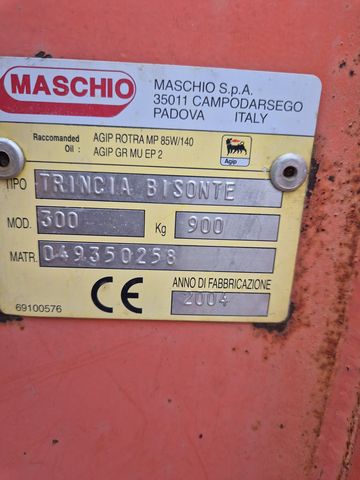 MASCHIO
MASCHIO S.p.A.
35011 CAMPODARSEGO
PADOVA ITALY
Raccomanded Oil :
AGIP ROTRA MP 85W/140
AGIP GR MU EP 2
Agip
TIPO TRINCIA BISONTE
MOD. 300 Kg 900
MATR. 049350258
ANNO DI FABBRICAZIONE
CE 2004
69100576